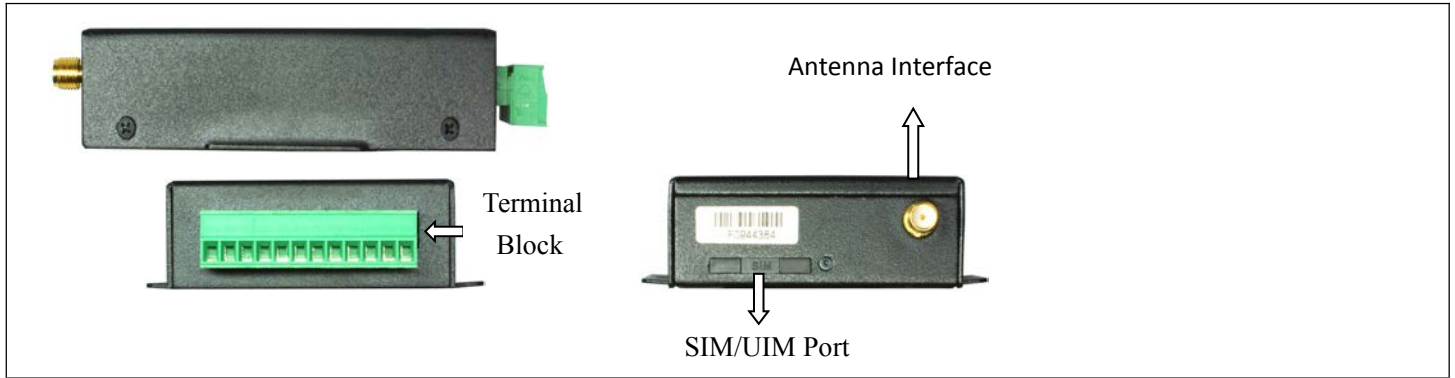 Antenna Interface
Terminal
Block
SIM
SIM/UIM Port